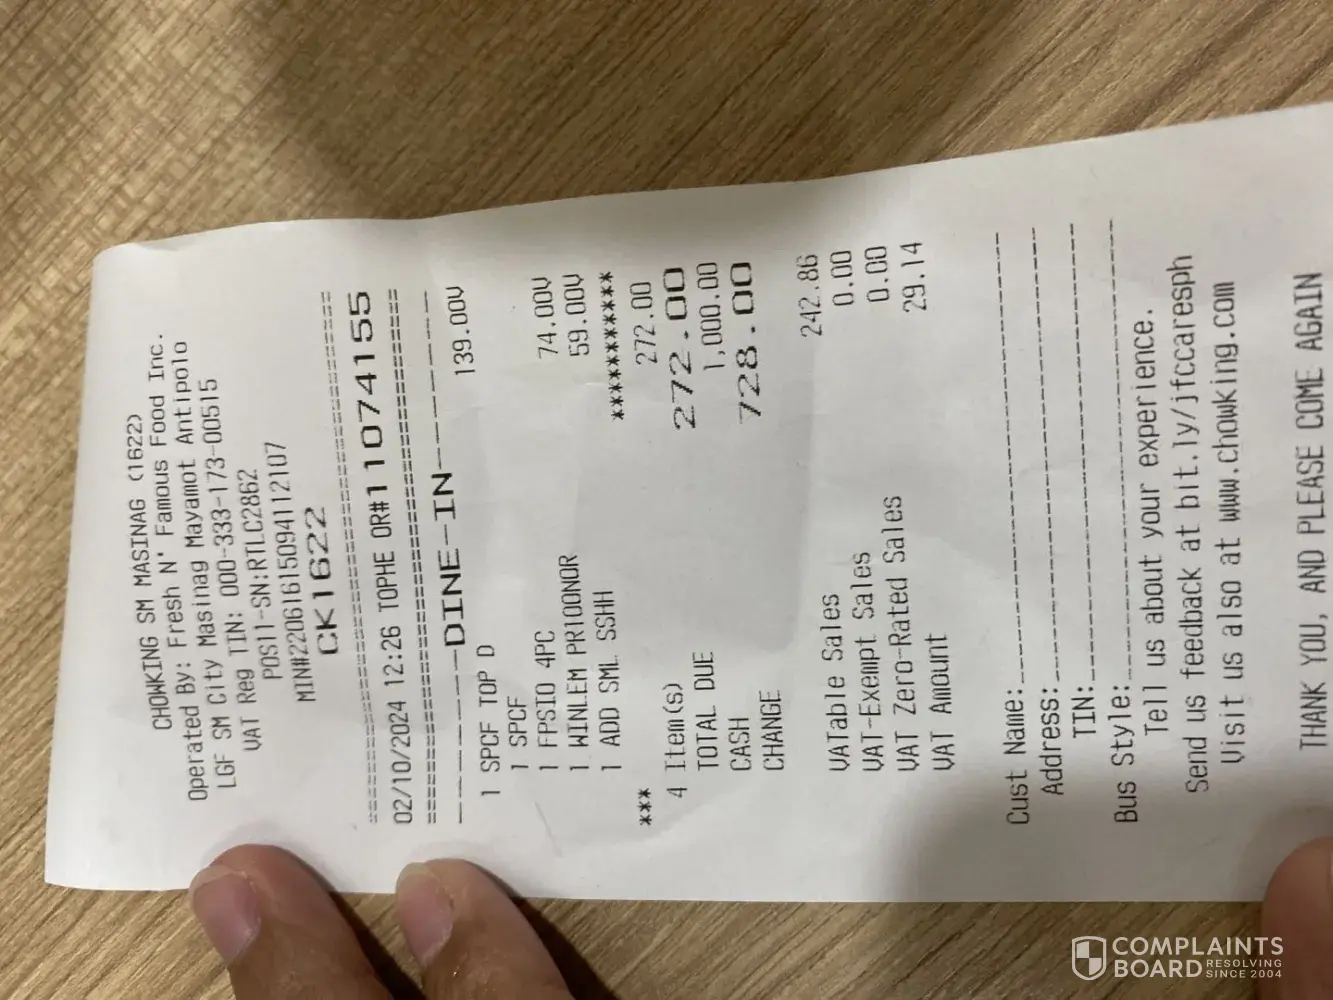 CHOWKING SM MASINAG (1622)
Operated By: Fresh N' Famous Food Inc.
LGF SM City Masinag Mayamot Antipolo
VAT Reg TIN: 000-333-173-00515
POS11-SN:RTLC2862
MIN#22061615094112107
CK1622
==================================
02/10/2024 12:26 TOPHE OR#11074155
==================================
------DINE-IN------
1 SPCF TOP D 139.00V
1 SPCF
1 FPSIO 4PC 74.00V
1 WINLEM PR100NOR 59.00V
1 ADD SML SSHH
*** *************
4 Item(s) 272.00
TOTAL DUE 272.00
CASH 1,000.00
CHANGE 728.00
VATable Sales 242.86
VAT-Exempt Sales 0.00
VAT Zero-Rated Sales 0.00
VAT Amount 29.14
Cust Name:
Address:
TIN:
Bus Style:
Tell us about your experience.
Send us feedback at bit.ly/jfccaresph
Visit us also at www.chowking.com
THANK YOU, AND PLEASE COME AGAIN
COMPLAINTS
BOARD RESOLVING SINCE 2004